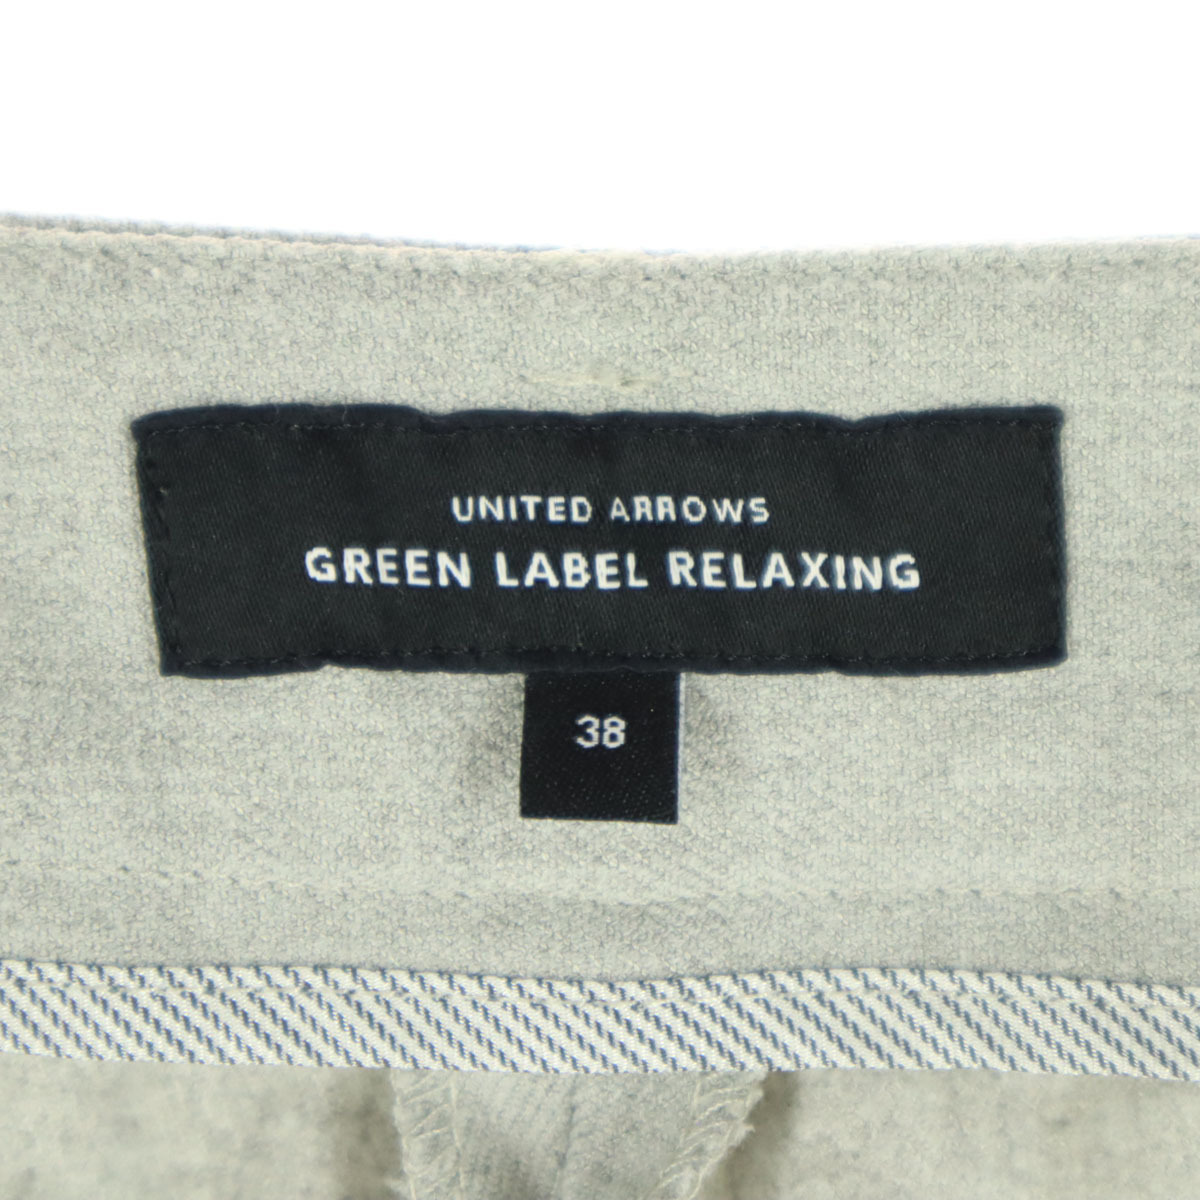 UNITED ARROWS
GREEN LABEL RELAXING
38